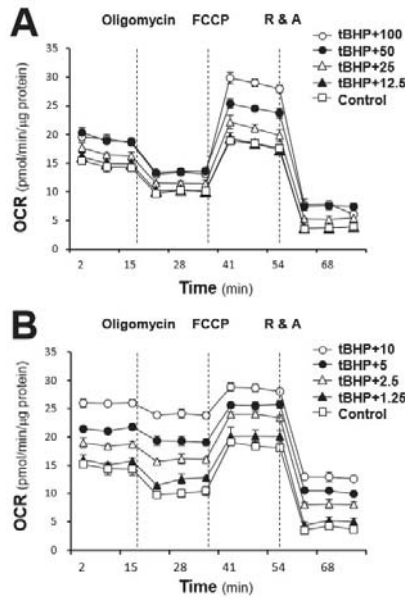 A
Oligomycin FCCP R & A
tBHP+100
tBHP+50
tBHP+25
tBHP+12.5
Control
OCR (pmol/min/µg protein)
35
30
25
20
15
10
5
0
2 15 28 41 54 68
Time (min)
B
Oligomycin FCCP R & A
tBHP+10
tBHP+5
tBHP+2.5
tBHP+1.25
Control
OCR (pmol/min/µg protein)
35
30
25
20
15
10
5
0
2 15 28 41 54 68
Time (min)